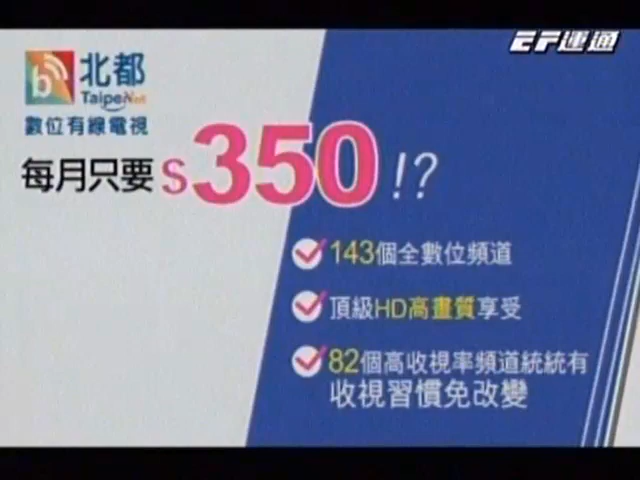 EF運通
北都
TaipeiNet
數位有線電視
每月只要$350!?
143個全數位頻道
頂級HD高畫質享受
82個高收視率頻道統統有
收視習慣免改變